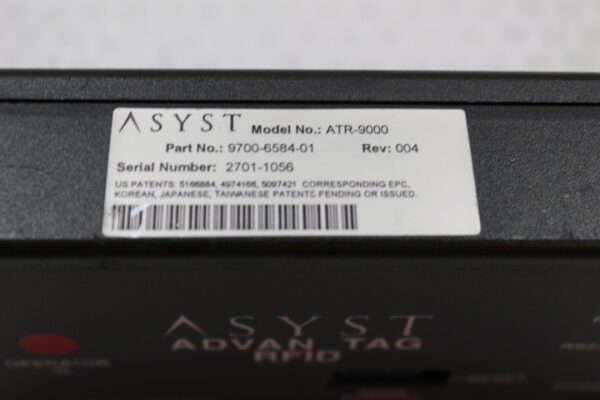 ASYST Model No.: ATR-9000
Part No.: 9700-6584-01 Rev: 004
Serial Number: 2701-1056
US PATENTS: 5166884, 4974166, 5097421 CORRESPONDING EPC,
KOREAN, JAPANESE, TAIWANESE PATENTS PENDING OR ISSUED.
ASYST
ADVAN TAG
RFID
OPERATOR